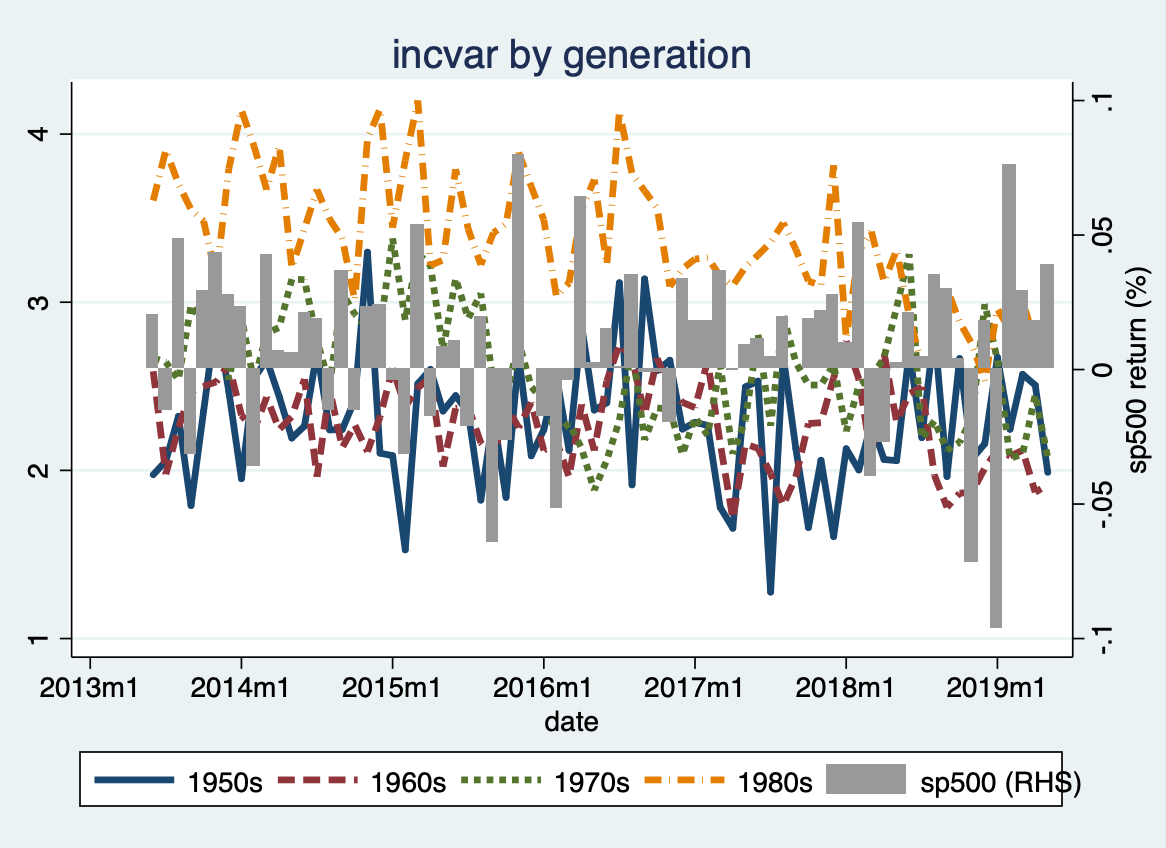 incvar by generation
4
3
2
1
.1
.05
0
-.05
-.1
sp500 return (%)
2013m1 2014m1 2015m1 2016m1 2017m1 2018m1 2019m1
date
1950s 1960s 1970s 1980s sp500 (RHS)